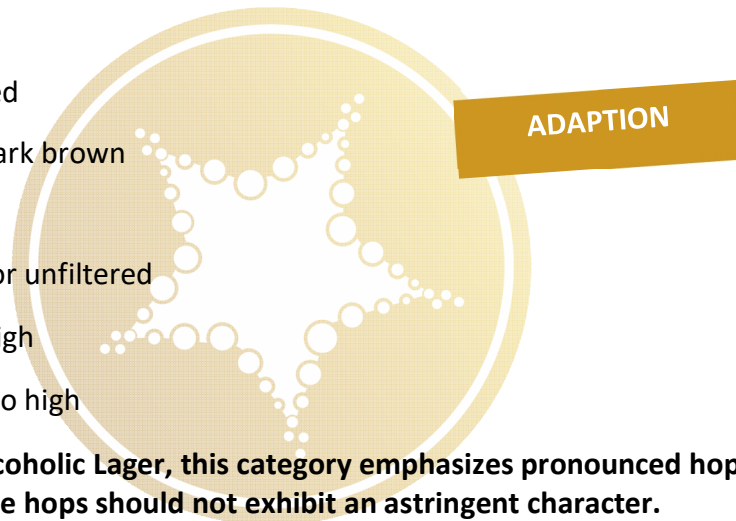 ed
ADAPTION
ark brown
or unfiltered
igh
o high
coholic Lager, this category emphasizes pronounced hop
e hops should not exhibit an astringent character.